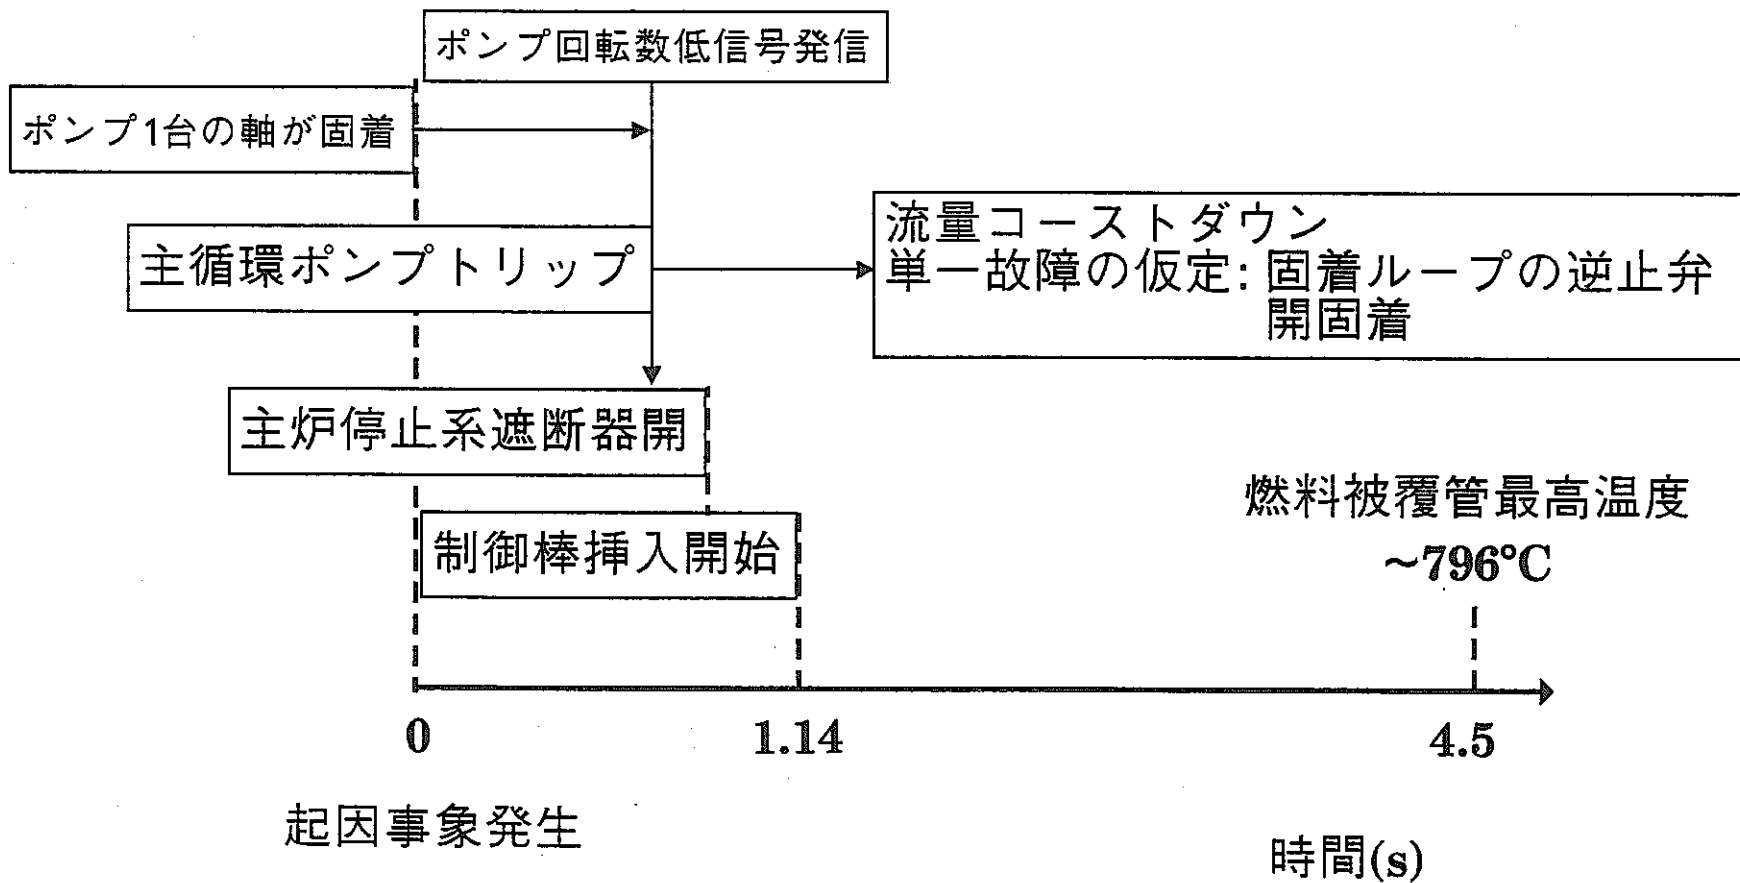 ポンプ回転数低信号発信
ポンプ1台の軸が固着
主循環ポンプトリップ
流量コーストダウン
単一故障の仮定: 固着ループの逆止弁
開固着
主炉停止系遮断器開
制御棒挿入開始
燃料被覆管最高温度
~796°C
0
1.14
4.5
起因事象発生
時間(s)